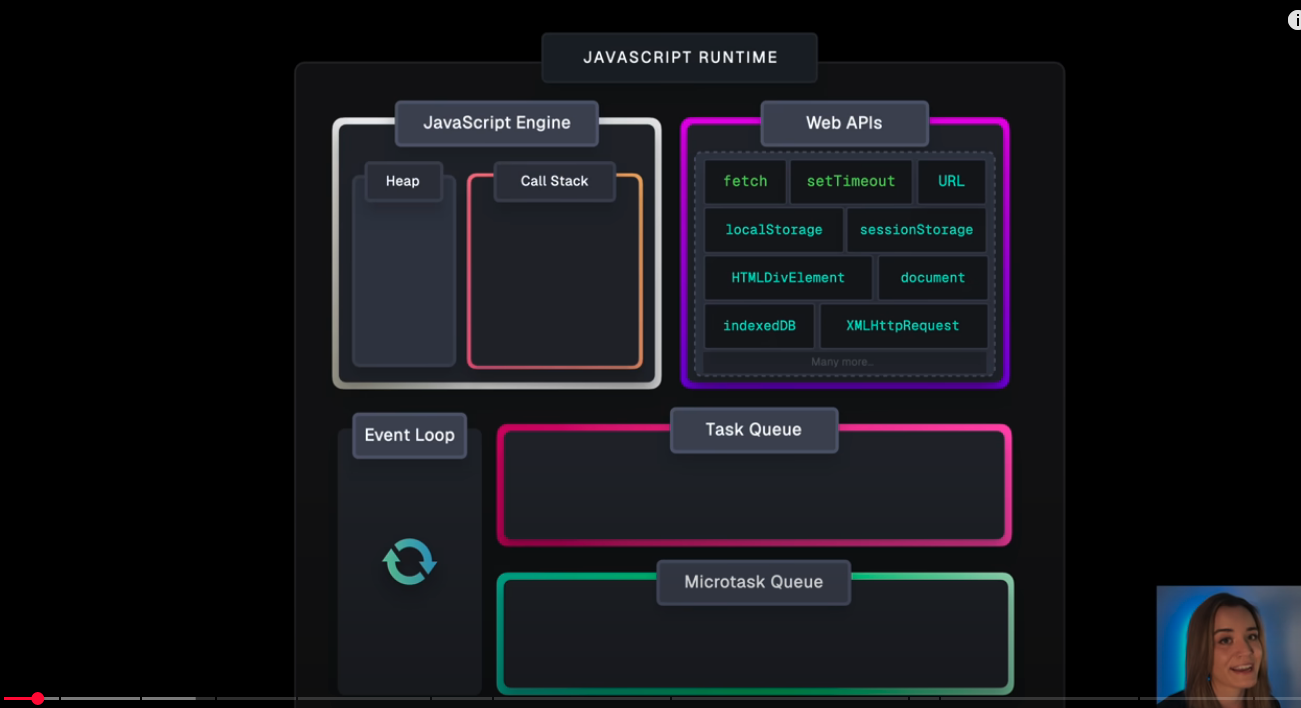 JAVASCRIPT RUNTIME
JavaScript Engine
Web APIs
Heap
Call Stack
fetch
setTimeout
URL
localStorage
sessionStorage
HTMLDivElement
document
indexedDB
XMLHttpRequest
Many more...
Event Loop
Task Queue
Microtask Queue